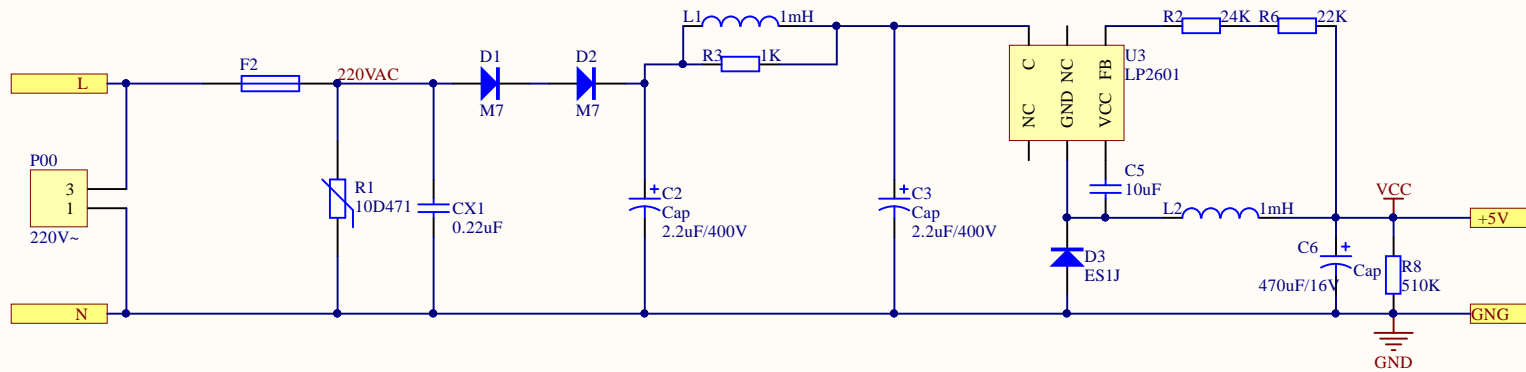 L1
1mH
R2
24K
R6
22K
F2
220VAC
D1
M7
D2
M7
R3
1K
U3
LP2601
C
NC
FB
NC
GND
VCC
L
P00
3
1
220V~
R1
10D471
CX1
0.22uF
+
C2
Cap
2.2uF/400V
+
C3
Cap
2.2uF/400V
C5
10uF
L2
1mH
VCC
+5V
D3
ES1J
C6
+
Cap
470uF/16V
R8
510K
N
GNG
GND